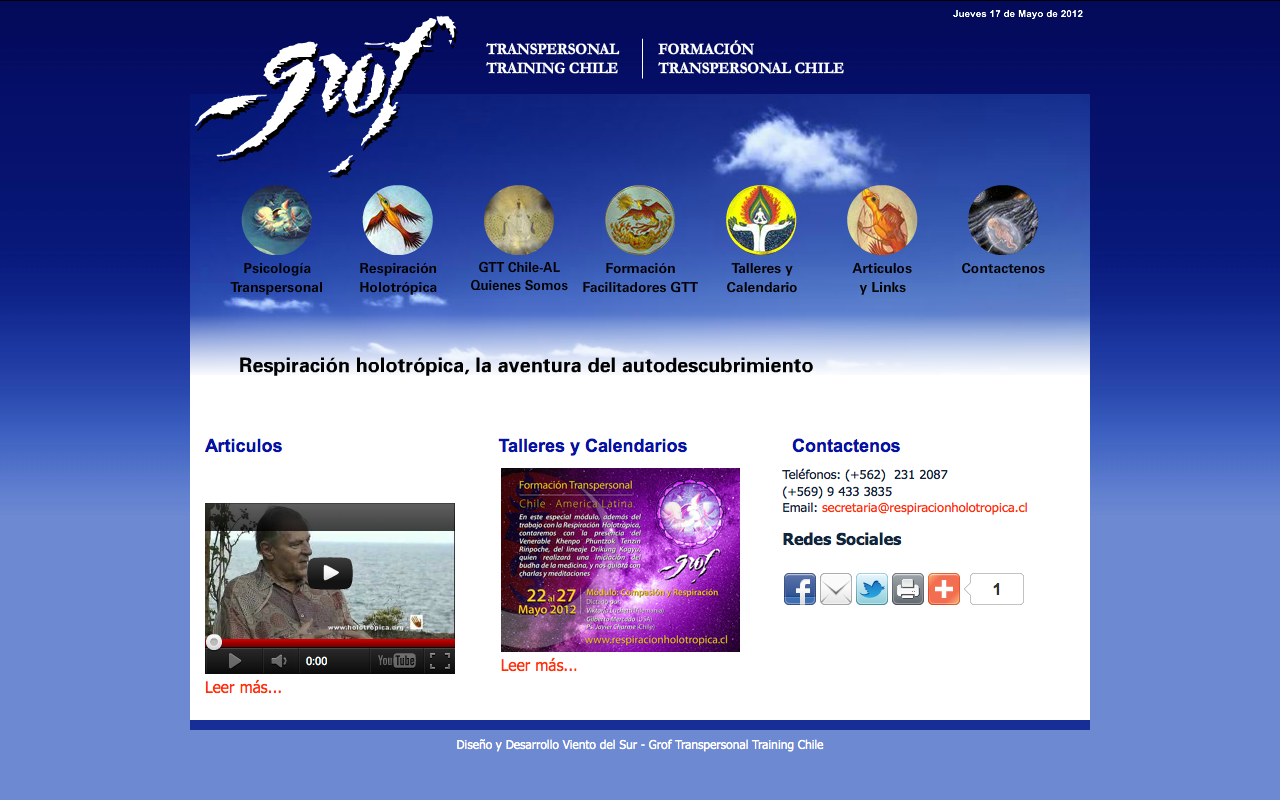 Jueves 17 de Mayo de 2012
Grof
TRANSPERSONAL
TRAINING CHILE
FORMACIÓN
TRANSPERSONAL CHILE
Psicología
Transpersonal
Respiración
Holotrópica
GTT Chile-AL
Quienes Somos
Formación
Facilitadores GTT
Talleres y
Calendario
Articulos
y Links
Contactenos
Respiración holotrópica, la aventura del autodescubrimiento
Articulos
www.holotropica.org
0:00
YouTube
Leer más...
Talleres y Calendarios
Formación Transpersonal
Chile · America Latina.
En este especial módulo, además del
trabajo con la Respiración Holotrópica,
contaremos con la presencia del
Venerable Khenpo Phuntzok Tenzin
Rinpoche, del lineaje Drikung Kagyu,
quien realizará una iniciación del
budha de la medicina, y nos guiará con
charlas y meditaciones
Grof
22 al 27
Mayo 2012
Módulo: Compasión y Respiración
www.respiracionholotropica.cl
Leer más...
Contactenos
Teléfonos: (+562) 231 2087
(+569) 9 433 3835
Email: secretaria@respiracionholotropica.cl
Redes Sociales
1
Diseño y Desarrollo Viento del Sur - Grof Transpersonal Training Chile